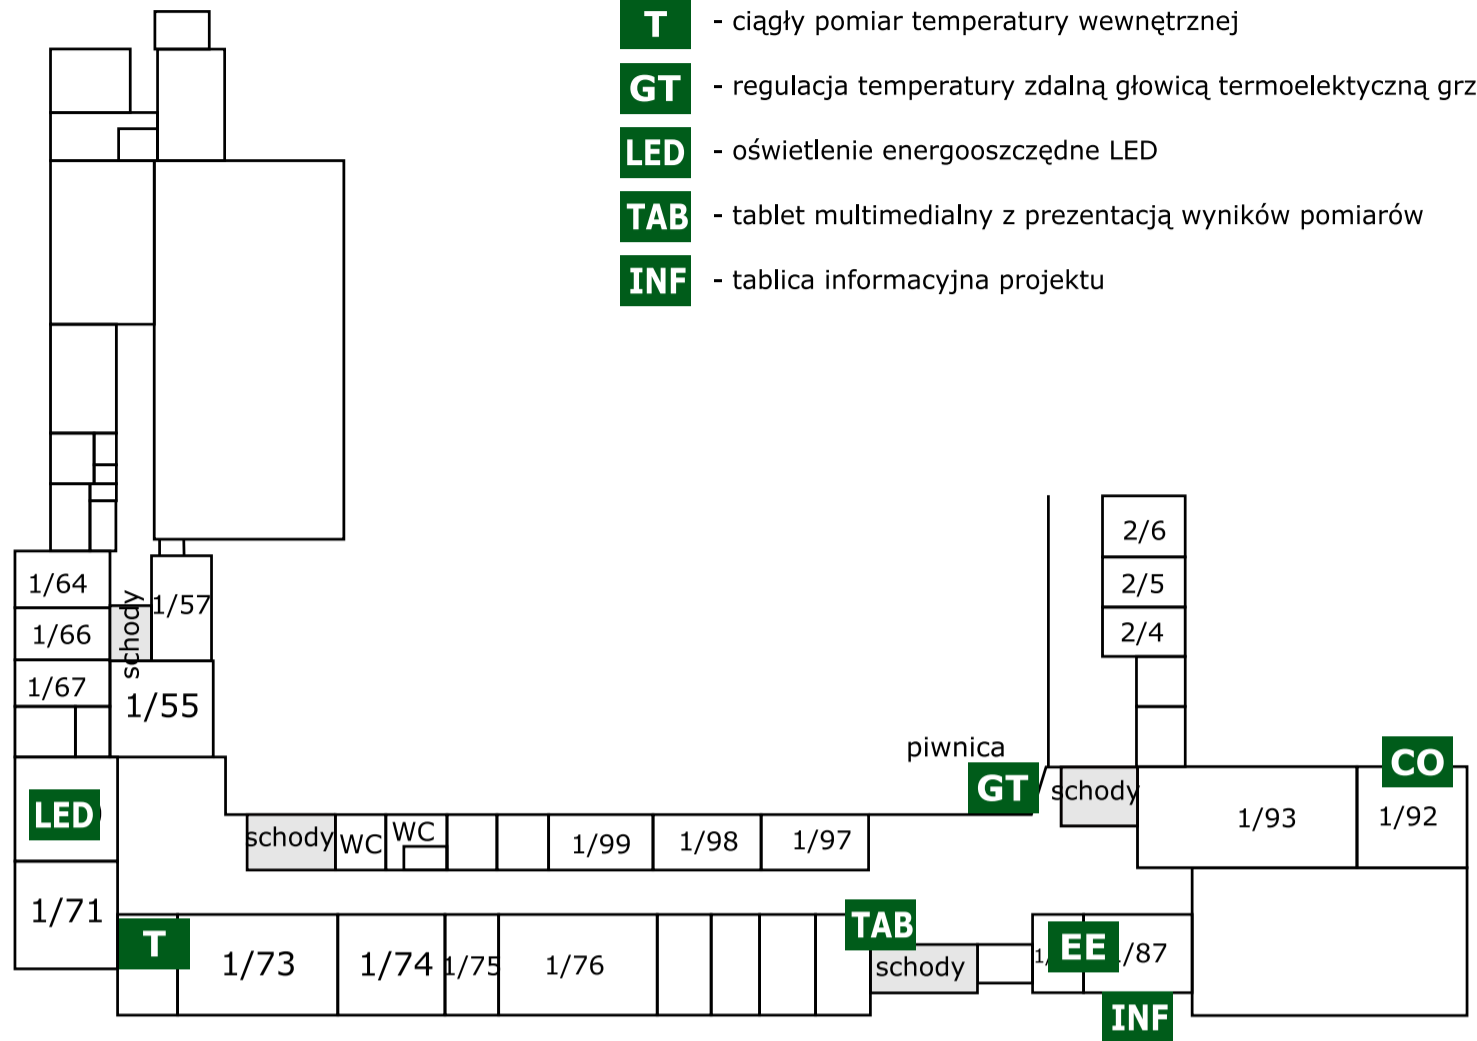 T - ciągły pomiar temperatury wewnętrznej
GT - regulacja temperatury zdalną głowicą termoelektyczną grz
LED - oświetlenie energooszczędne LED
TAB - tablet multimedialny z prezentacją wyników pomiarów
INF - tablica informacyjna projektu
2/6
1/64
schody
1/57
2/5
1/66
2/4
1/67
1/55
piwnica
CO
GT
schody
LED
schody
WC
WC
1/99
1/98
1/97
1/93
1/92
1/71
T
1/73
1/74
1/75
1/76
TAB
schody
EE
/87
INF